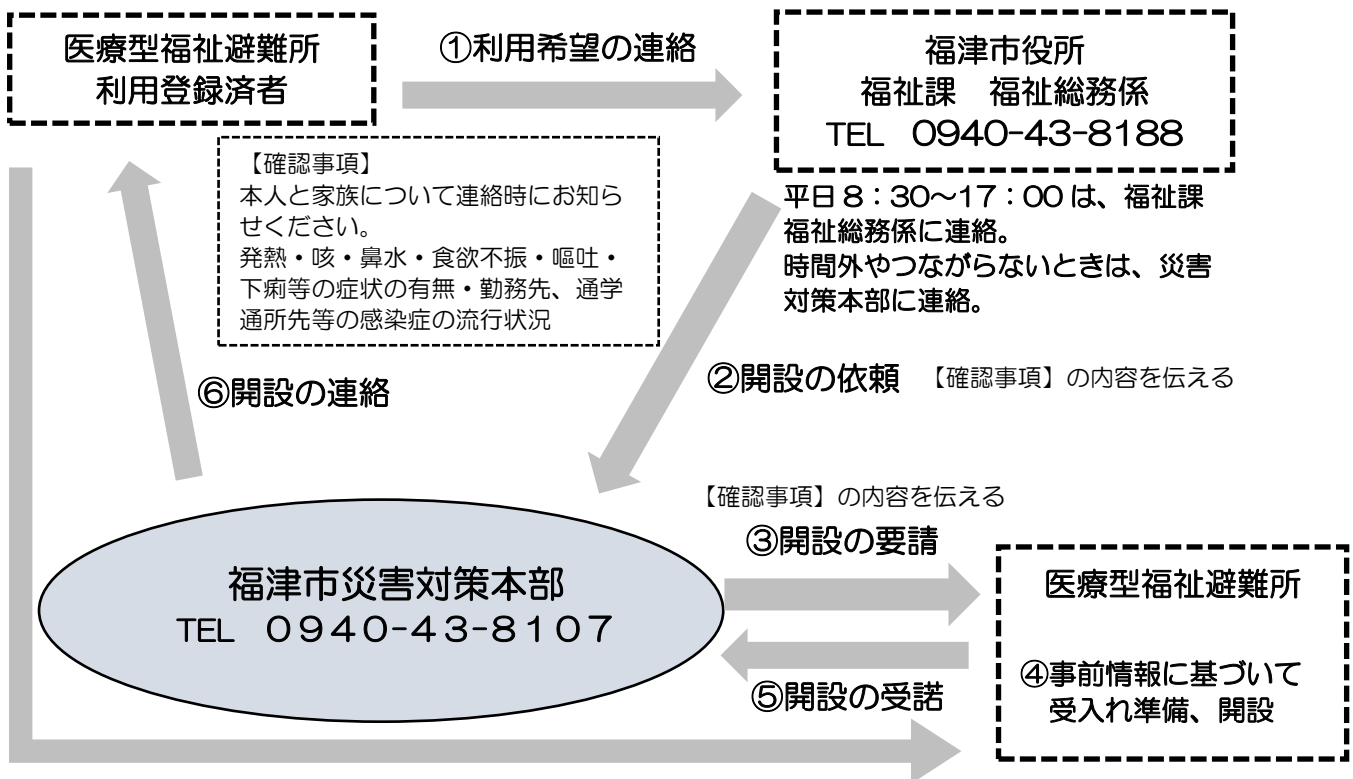 医療型福祉避難所
利用登録済者
①利用希望の連絡
福津市役所
福祉課　福祉総務係
TEL　0940-43-8188
【確認事項】
本人と家族について連絡時にお知ら
せください。
発熱・咳・鼻水・食欲不振・嘔吐・
下痢等の症状の有無・勤務先、通学
通所先等の感染症の流行状況
平日8：30～17：00は、福祉課
福祉総務係に連絡。
時間外やつながらないときは、災害
対策本部に連絡。
②開設の依頼　【確認事項】の内容を伝える
⑥開設の連絡
【確認事項】の内容を伝える
③開設の要請
福津市災害対策本部
TEL　０９４０-４３-８１０７
医療型福祉避難所
④事前情報に基づいて
受入れ準備、開設
⑤開設の受諾